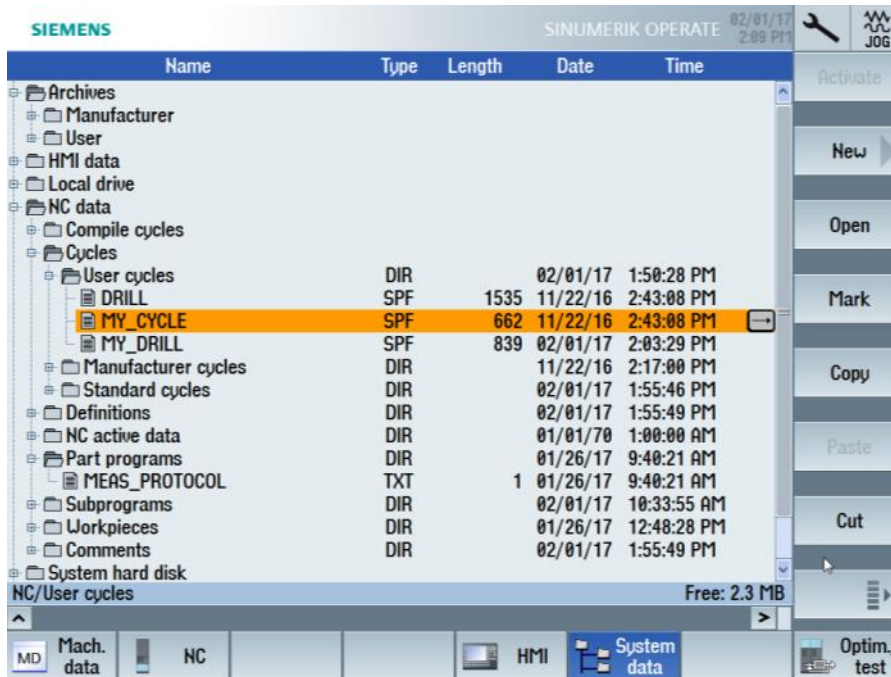 SIEMENS SINUMERIK OPERATE 02/01/17 2:09 PM JOG
Name Type Length Date Time
Archives
Manufacturer
User
HMI data
Local drive
NC data
Compile cycles
Cycles
User cycles DIR 02/01/17 1:50:28 PM
DRILL SPF 1535 11/22/16 2:43:08 PM
MY_CYCLE SPF 662 11/22/16 2:43:08 PM
MY_DRILL SPF 839 02/01/17 2:03:29 PM
Manufacturer cycles DIR 11/22/16 2:17:00 PM
Standard cycles DIR 02/01/17 1:55:46 PM
Definitions DIR 02/01/17 1:55:49 PM
NC active data DIR 01/01/70 1:00:00 AM
Part programs DIR 01/26/17 9:40:21 AM
MEAS_PROTOCOL TXT 1 01/26/17 9:40:21 AM
Subprograms DIR 02/01/17 10:33:55 AM
Workpieces DIR 01/26/17 12:48:28 PM
Comments DIR 02/01/17 1:55:49 PM
System hard disk
NC/User cycles Free: 2.3 MB
Activate
New
Open
Mark
Copy
Paste
Cut
MD Mach. data
NC
HMI
System data
Optim. test